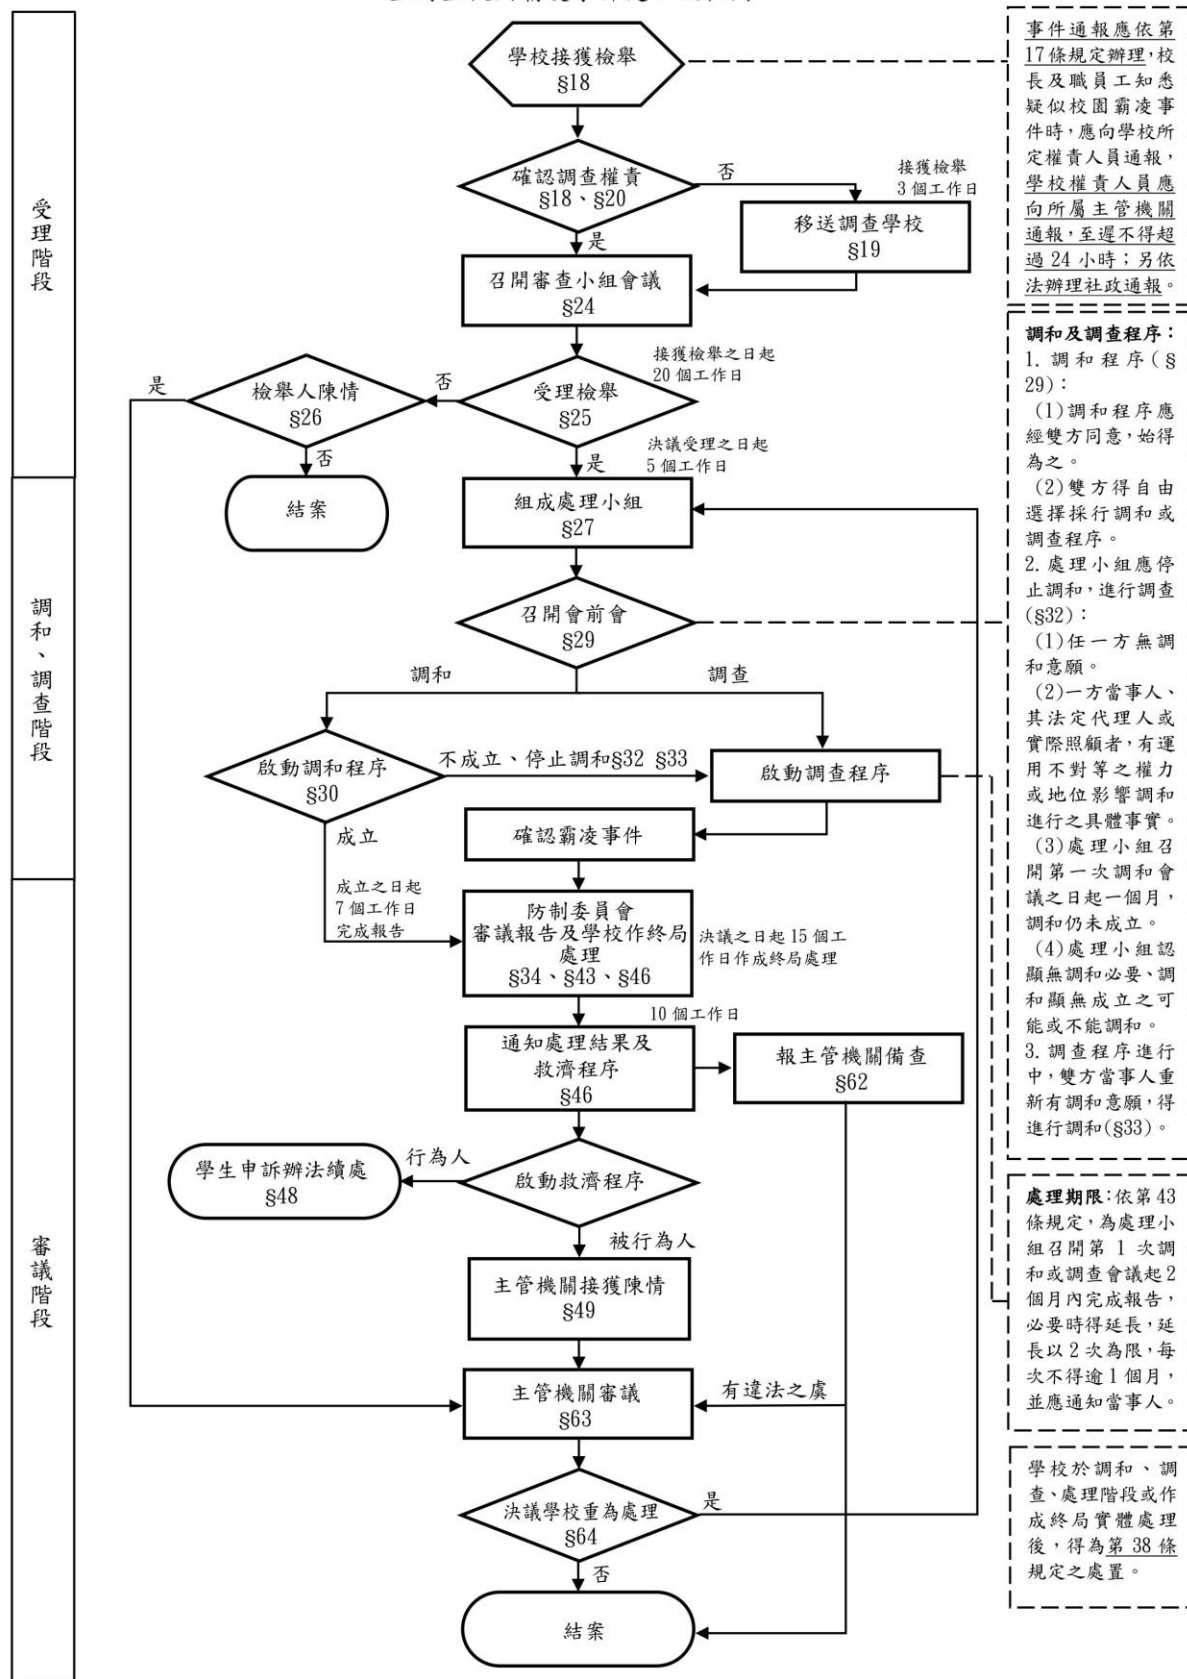 受理階段
調和、調查階段
審議階段
學校接獲檢舉
§18
確認調查權責
§18、§20
否
是
接獲檢舉
3 個工作日
移送調查學校
§19
召開審查小組會議
§24
接獲檢舉之日起
20 個工作日
受理檢舉
§25
否
檢舉人陳情
§26
是
否
結案
決議受理之日起
5 個工作日
是
組成處理小組
§27
召開會前會
§29
調和
調查
啟動調和程序
§30
不成立、停止調和§32 §33
啟動調查程序
成立
確認霸凌事件
成立之日起
7 個工作日
完成報告
防制委員會
審議報告及學校作終局
處理
§34、§43、§46
決議之日起 15 個工
作日作成終局處理
10 個工作日
通知處理結果及
救濟程序
§46
報主管機關備查
§62
啟動救濟程序
行為人
學生申訴辦法續處
§48
被行為人
主管機關接獲陳情
§49
主管機關審議
§63
有違法之虞
決議學校重為處理
§64
是
否
結案
事件通報應依第
17 條規定辦理，校
長及職員工知悉
疑似校園霸凌事
件時，應向學校所
定權責人員通報，
學校權責人員應
向所屬主管機關
通報，至遲不得超
過 24 小時；另依
法辦理社政通報。
調和及調查程序：
1. 調和程序(§
29)：
(1)調和程序應
經雙方同意，始得
為之。
(2)雙方得自由
選擇採行調和或
調查程序。
2. 處理小組應停
止調和，進行調查
(§32)：
(1)任一方無調
和意願。
(2)一方當事人、
其法定代理人或
實際照顧者，有運
用不對等之權力
或地位影響調和
進行之具體事實。
(3)處理小組召
開第一次調和會
議之日起一個月，
調和仍未成立。
(4)處理小組認
顯無調和必要、調
和顯無成立之可
能或不能調和。
3. 調查程序進行
中，雙方當事人重
新有調和意願，得
進行調和(§33)。
處理期限：依第 43
條規定，為處理小
組召開第 1 次調
和或調查會議起 2
個月內完成報告，
必要時得延長，延
長以 2 次為限，每
次不得逾 1 個月，
並應通知當事人。
學校於調和、調
查、處理階段或作
成終局實體處理
後，得為第 38 條
規定之處置。